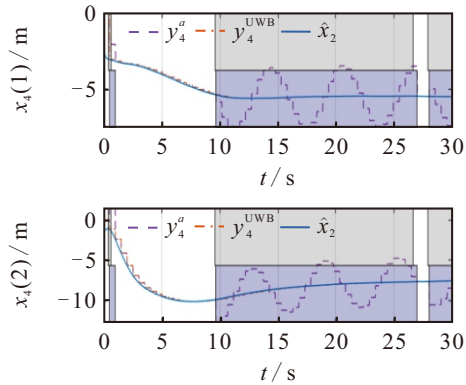 0
y₄ᵃ y₄ᵁᵂᴮ x̂₂
−5
x₄(1) / m
0 5 10 15 20 25 30
t / s
0
y₄ᵃ y₄ᵁᵂᴮ x̂₂
−5
−10
x₄(2) / m
0 5 10 15 20 25 30
t / s